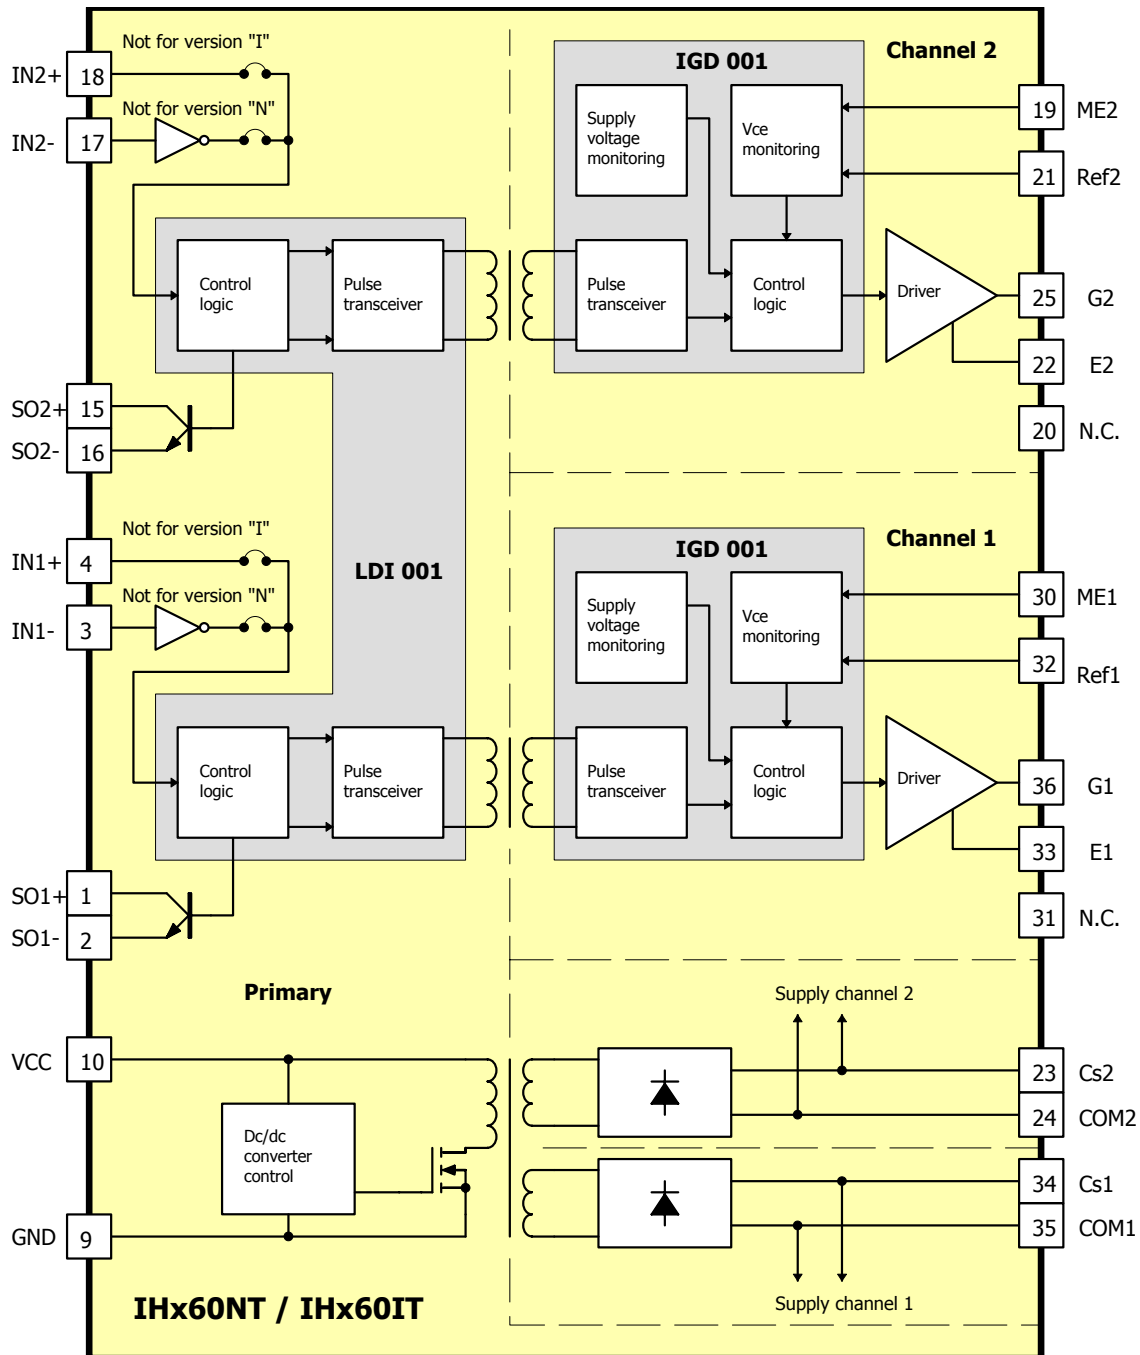 Not for version "I"
IN2+
18
Not for version "N"
IN2-
17
IGD 001
Channel 2
Supply
voltage
monitoring
Vce
monitoring
19
ME2
21
Ref2
Control
logic
Pulse
transceiver
Pulse
transceiver
Control
logic
Driver
25
G2
22
E2
20
N.C.
SO2+
15
SO2-
16
Not for version "I"
IN1+
4
Not for version "N"
IN1-
3
LDI 001
IGD 001
Channel 1
Supply
voltage
monitoring
Vce
monitoring
30
ME1
32
Ref1
Control
logic
Pulse
transceiver
Pulse
transceiver
Control
logic
Driver
36
G1
33
E1
31
N.C.
SO1+
1
SO1-
2
Primary
Supply channel 2
VCC
10
23
Cs2
24
COM2
Dc/dc
converter
control
34
Cs1
35
COM1
GND
9
Supply channel 1
IHx60NT / IHx60IT